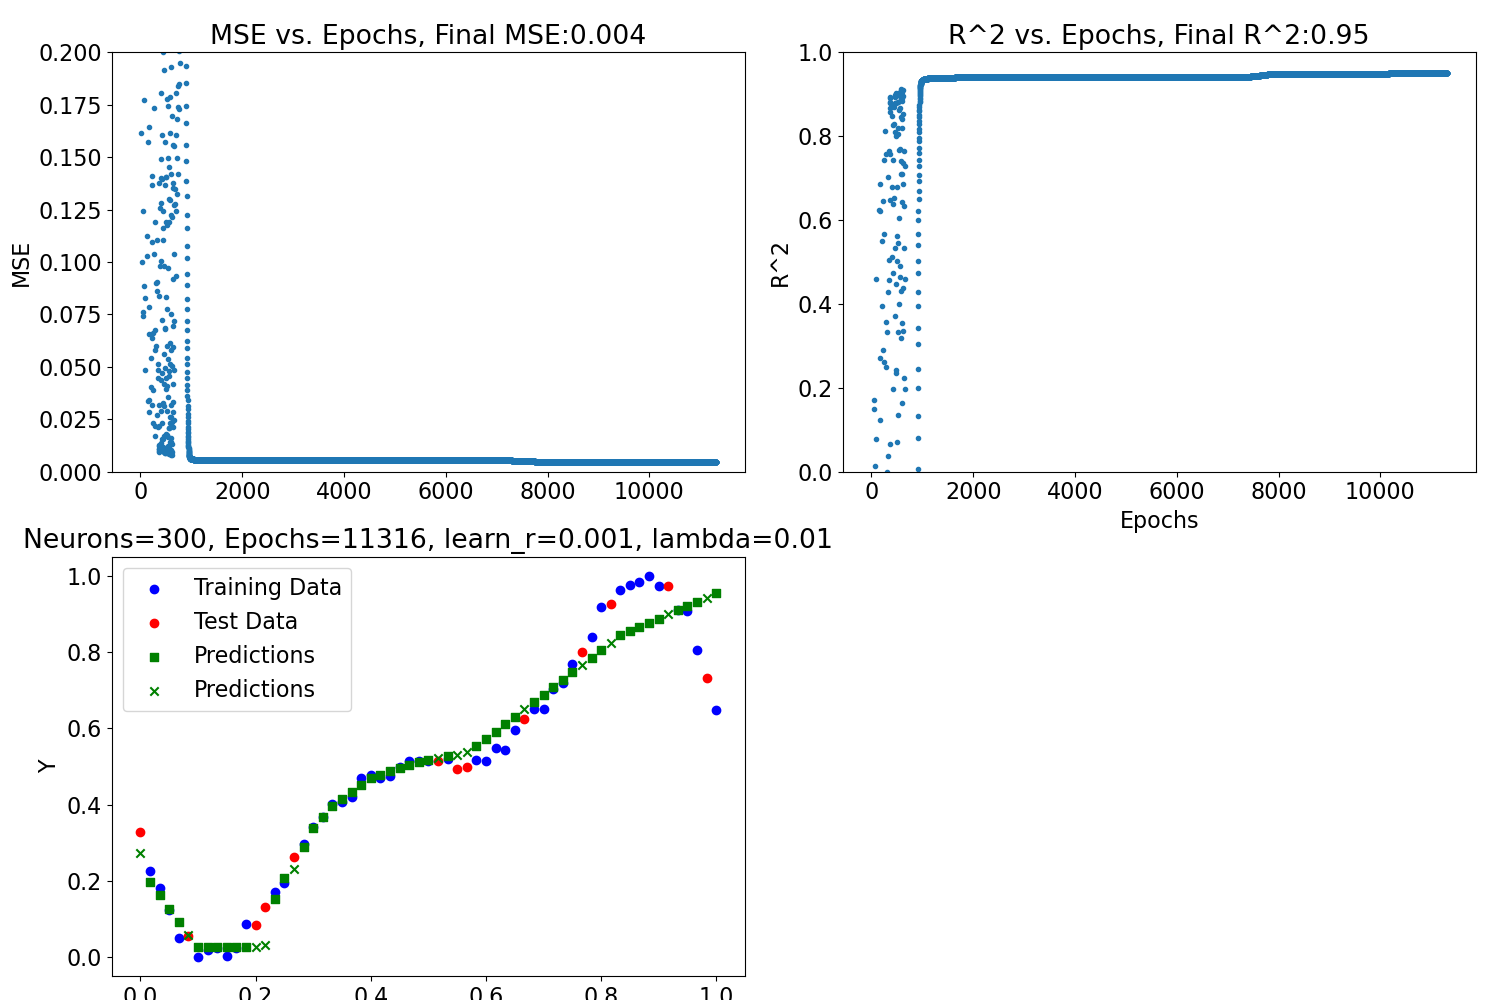 MSE vs. Epochs, Final MSE:0.004
0.200
0.175
0.150
0.125
0.100
0.075
0.050
0.025
0.000
MSE
0 2000 4000 6000 8000 10000
R^2 vs. Epochs, Final R^2:0.95
1.0
0.8
0.6
0.4
0.2
0.0
R^2
0 2000 4000 6000 8000 10000
Epochs
Neurons=300, Epochs=11316, learn_r=0.001, lambda=0.01
Training Data
Test Data
Predictions
Predictions
1.0
0.8
0.6
0.4
0.2
0.0
Y
0.0 0.2 0.4 0.6 0.8 1.0